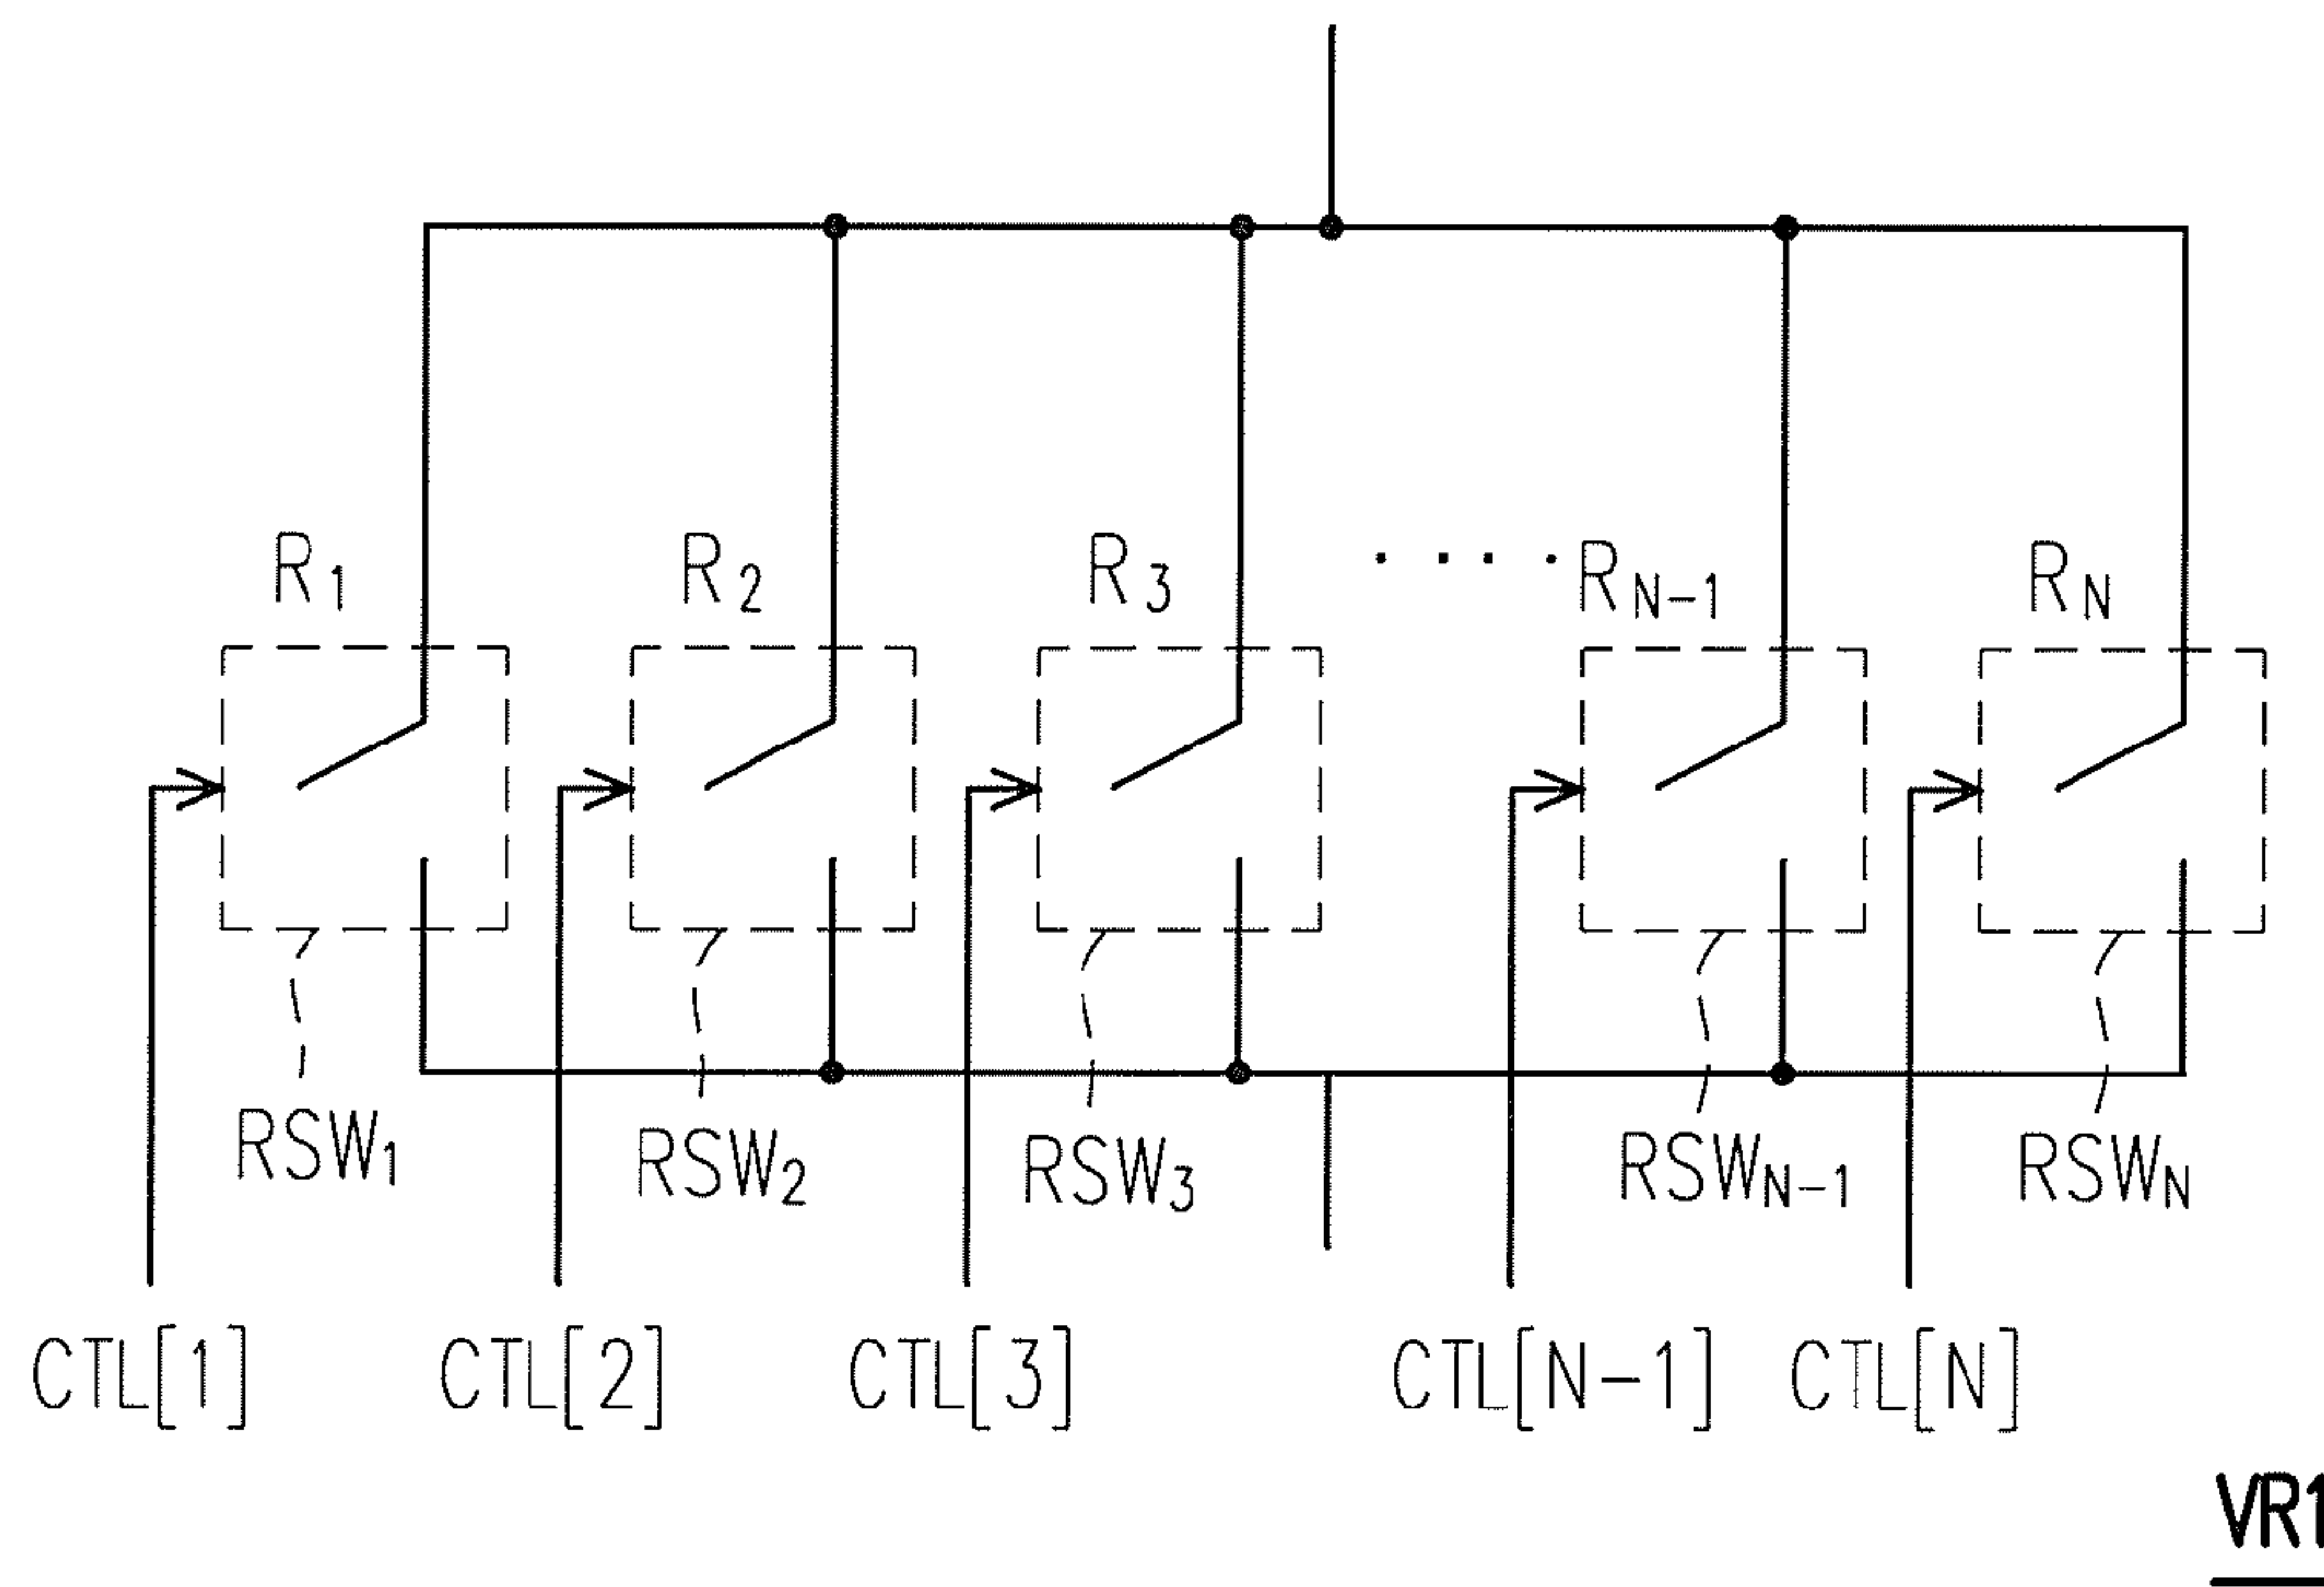 R1 R2 R3 .... RN-1 RN
RSW1 RSW2 RSW3 RSWN-1 RSWN
CTL[1] CTL[2] CTL[3] CTL[N-1] CTL[N]
VR1